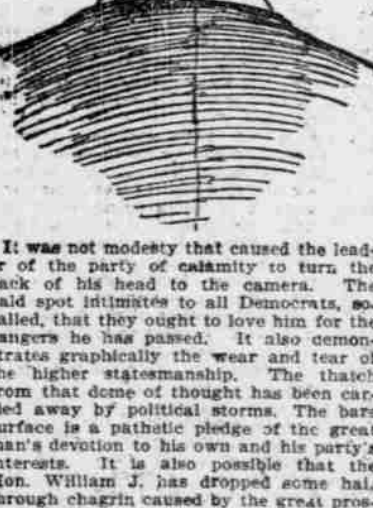 It was not modesty that caused the lead-
r of the party of calamity to turn the
ack of his head to the camera. The
ald spot intimates to all Democrats, so
alled, that they ought to love him for the
angers he has passed. It also demon-
trates graphically the wear and tear of
he higher statesmanship. The thatch
rom that dome of thought has been car-
ied away by political storms. The bare
urface is a pathetic pledge of the great
nan's devotion to his own and his party's
nterests. It is also possible that the
Ion. William J. has dropped some hai.
hrough chagrin caused by the great pros-